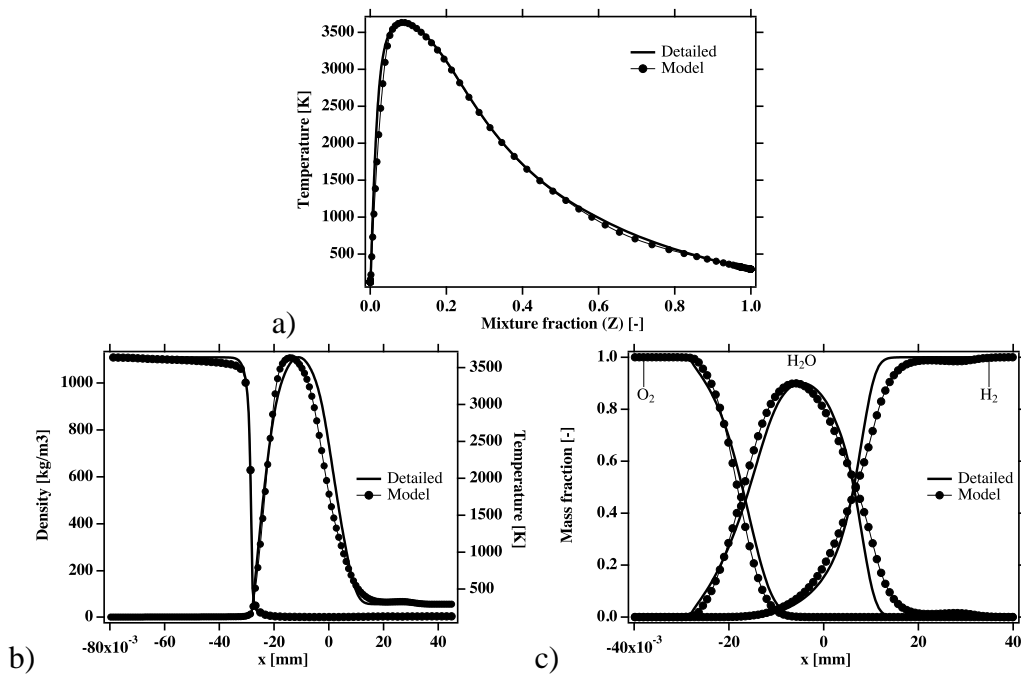 3500
3000
2500
2000
1500
1000
500
Temperature [K]
Detailed
Model
0.0 0.2 0.4 0.6 0.8 1.0
Mixture fraction (Z) [-]
a)
1000
800
600
400
200
0
Density [kg/m3]
3500
3000
2500
2000
1500
1000
500
Temperature [K]
Detailed
Model
-80x10-3 -60 -40 -20 0 20 40
x [mm]
b)
1.0
0.8
0.6
0.4
0.2
0.0
Mass fraction [-]
O2
H2O
H2
Detailed
Model
-40x10-3 -20 0 20 40
x [mm]
c)